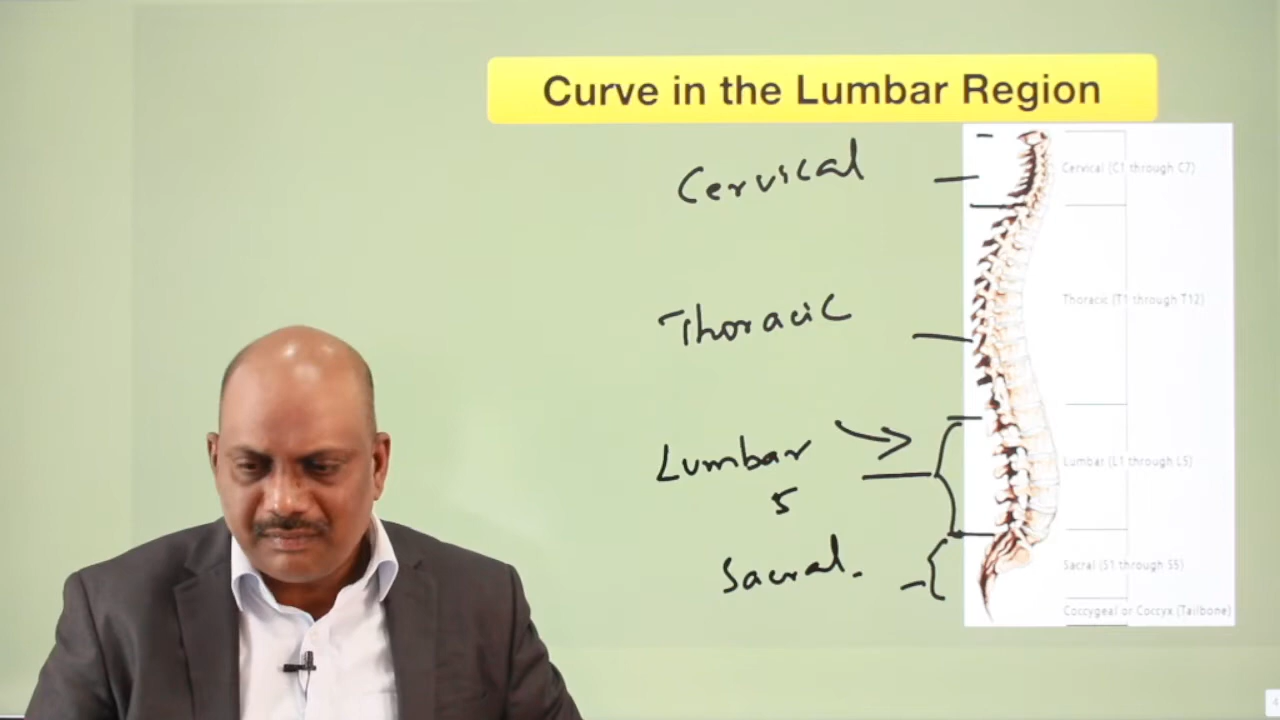 Curve in the Lumbar Region
Cervical
Cervical (C1 through C7)
Thoracic
Thoracic (T1 through T12)
Lumbar
5
Lumbar (L1 through L5)
Sacral.
Sacral (S1 through S5)
Coccygeal or Coccyx (Tailbone)